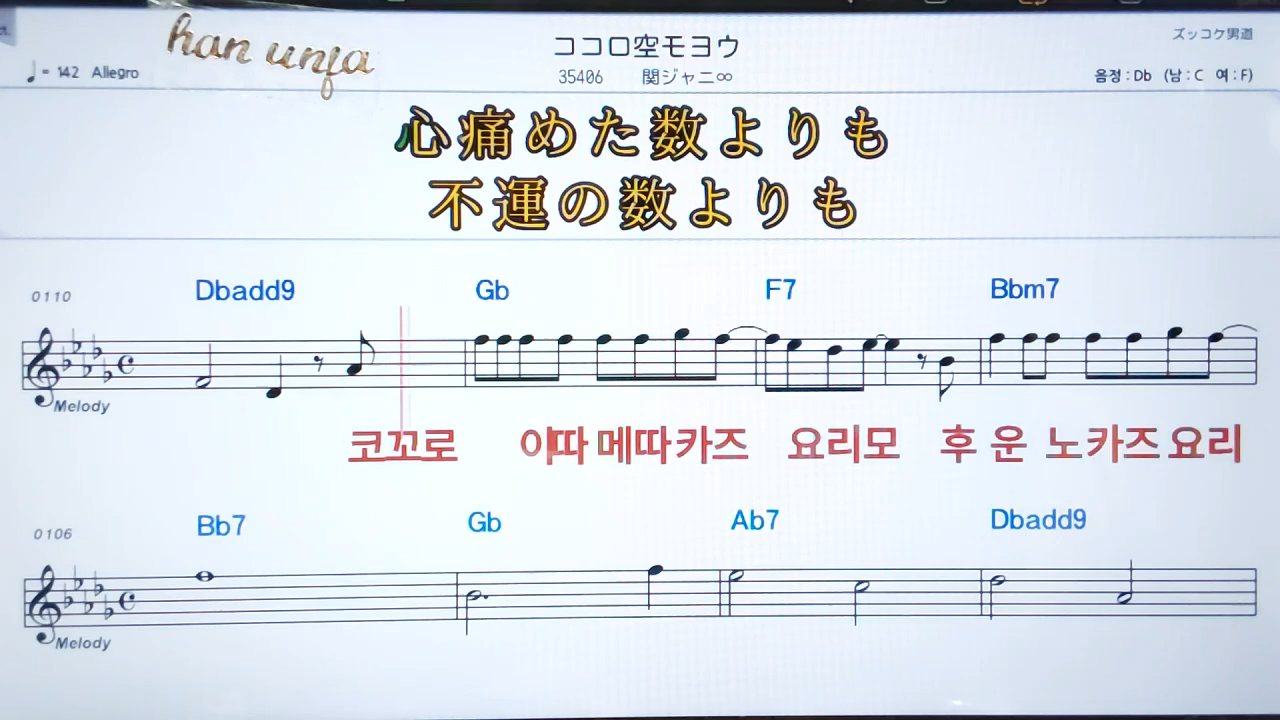 han unja
ココロ空モヨウ
ズッコケ男道
♩= 142 Allegro
35406 関ジャニ∞
음정 : Db (남 : C 여 : F)
心痛めた数よりも
不運の数よりも
0110 Dbadd9 Gb F7 Bbm7
Melody
코꼬로 이따 메따카즈 요리모 후 운 노카즈요리
0106 Bb7 Gb Ab7 Dbadd9
Melody